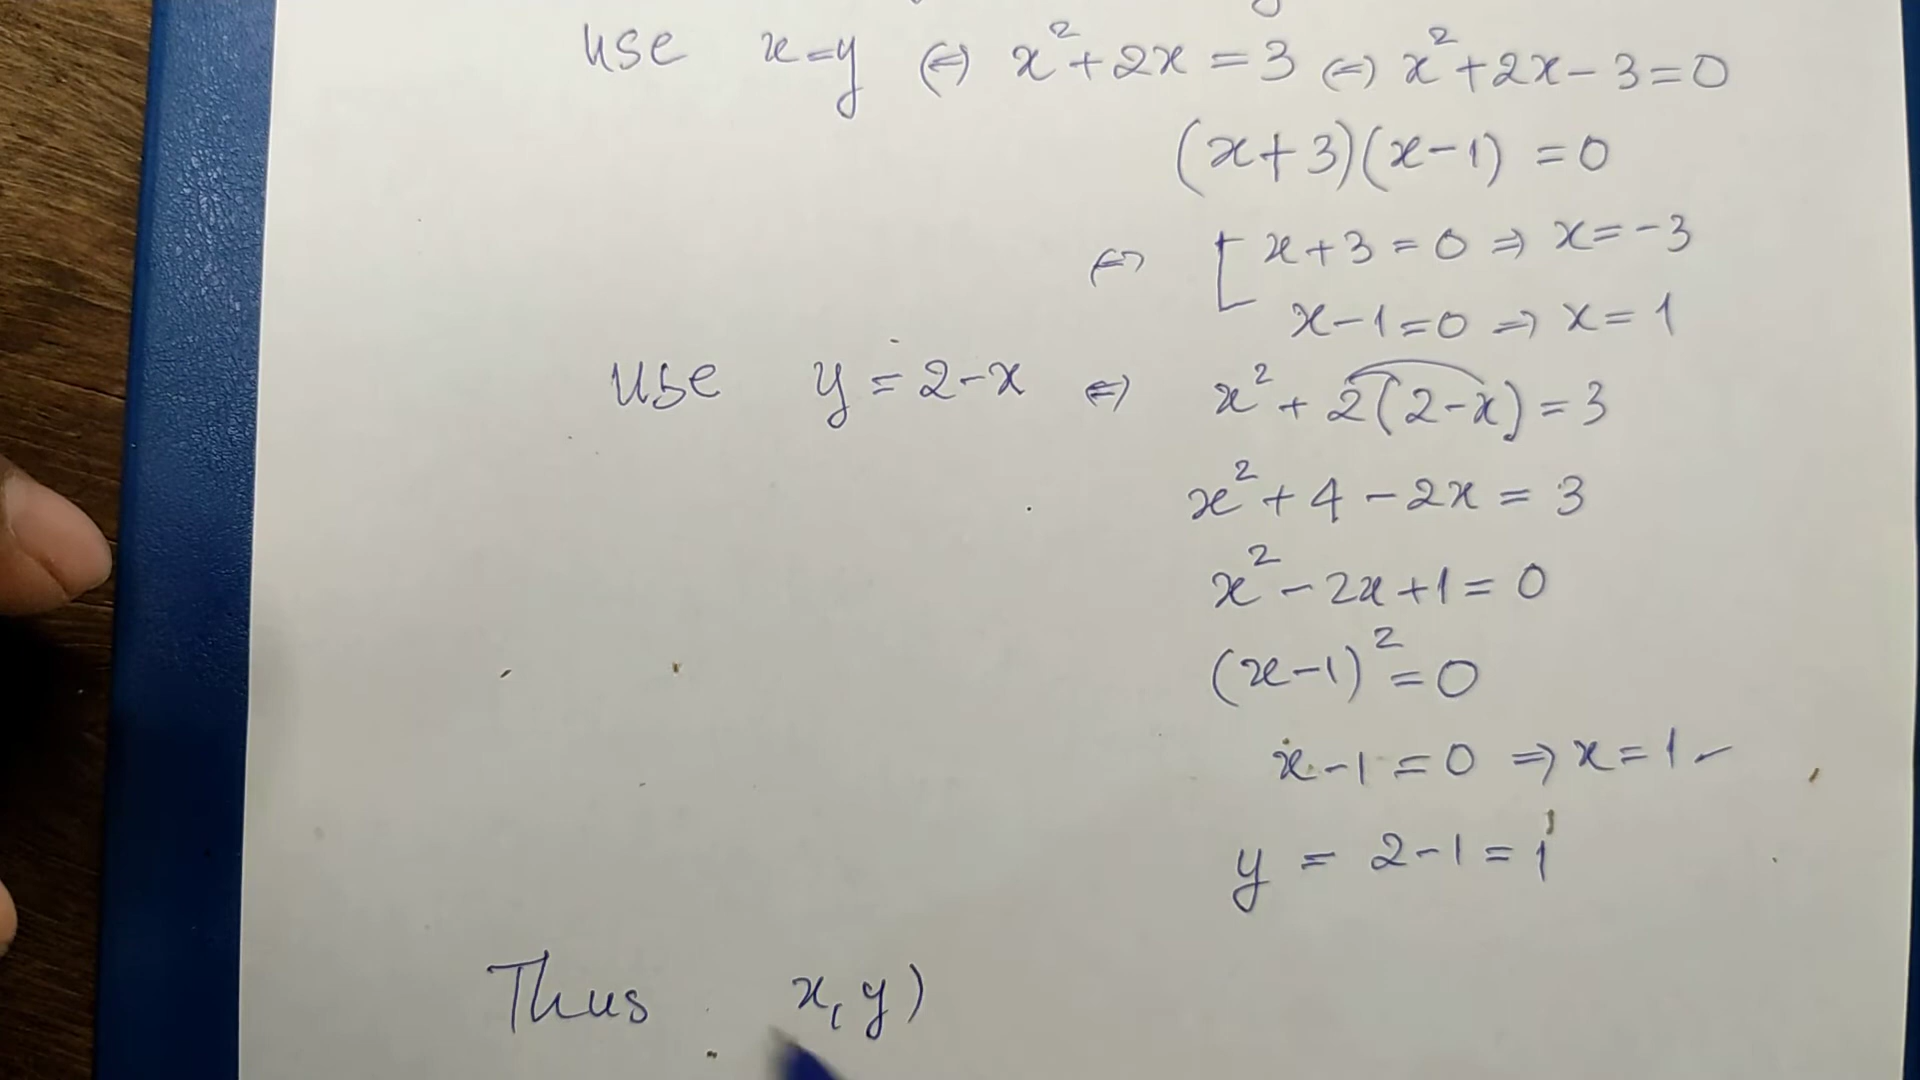 use x=y ⇔ x²+2x=3 ⇔ x²+2x-3=0
(x+3)(x-1)=0
⇔ [ x+3=0 ⇒ x=-3
x-1=0 ⇒ x=1
use y=2-x ⇔ x²+2(2-x)=3
x²+4-2x=3
x²-2x+1=0
(x-1)²=0
x-1=0 ⇒ x=1
y=2-1=1
Thus x,y)